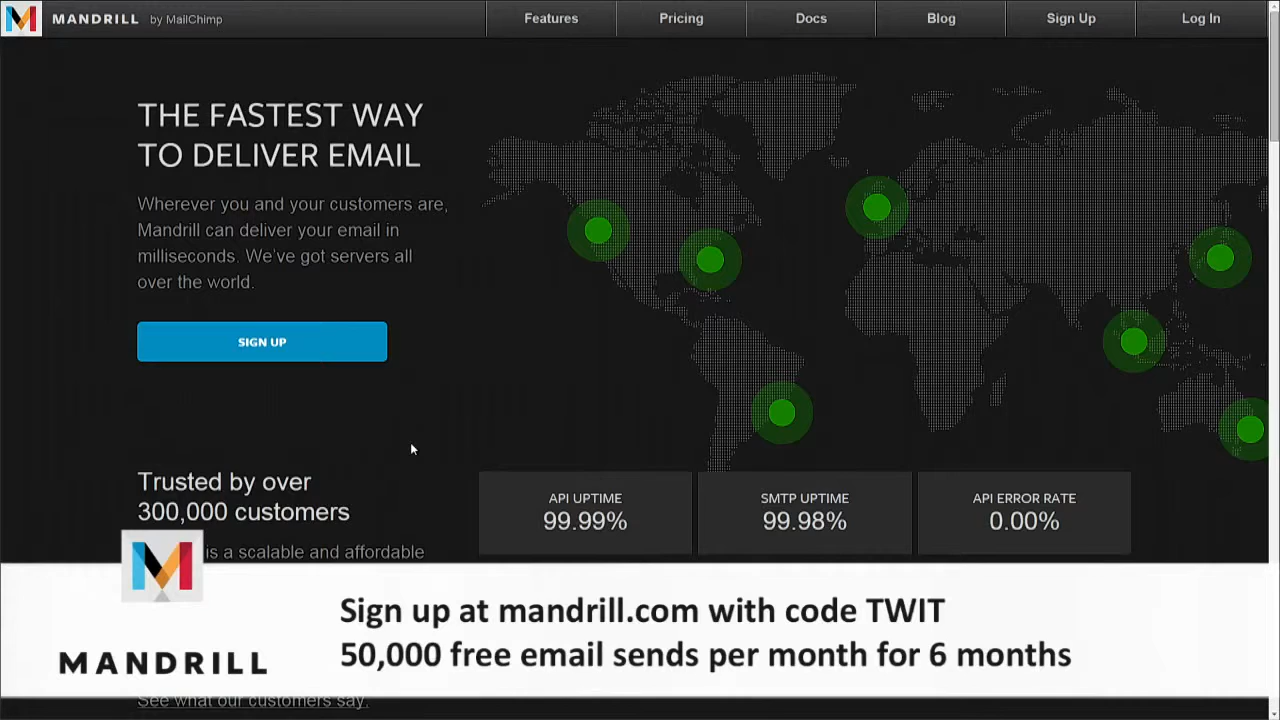 MANDRILL by MailChimp
Features
Pricing
Docs
Blog
Sign Up
Log In
THE FASTEST WAY
TO DELIVER EMAIL
Wherever you and your customers are,
Mandrill can deliver your email in
milliseconds. We've got servers all
over the world.
SIGN UP
Trusted by over
300,000 customers
is a scalable and affordable
API UPTIME
99.99%
SMTP UPTIME
99.98%
API ERROR RATE
0.00%
Sign up at mandrill.com with code TWIT
50,000 free email sends per month for 6 months
MANDRILL
See what our customers say.